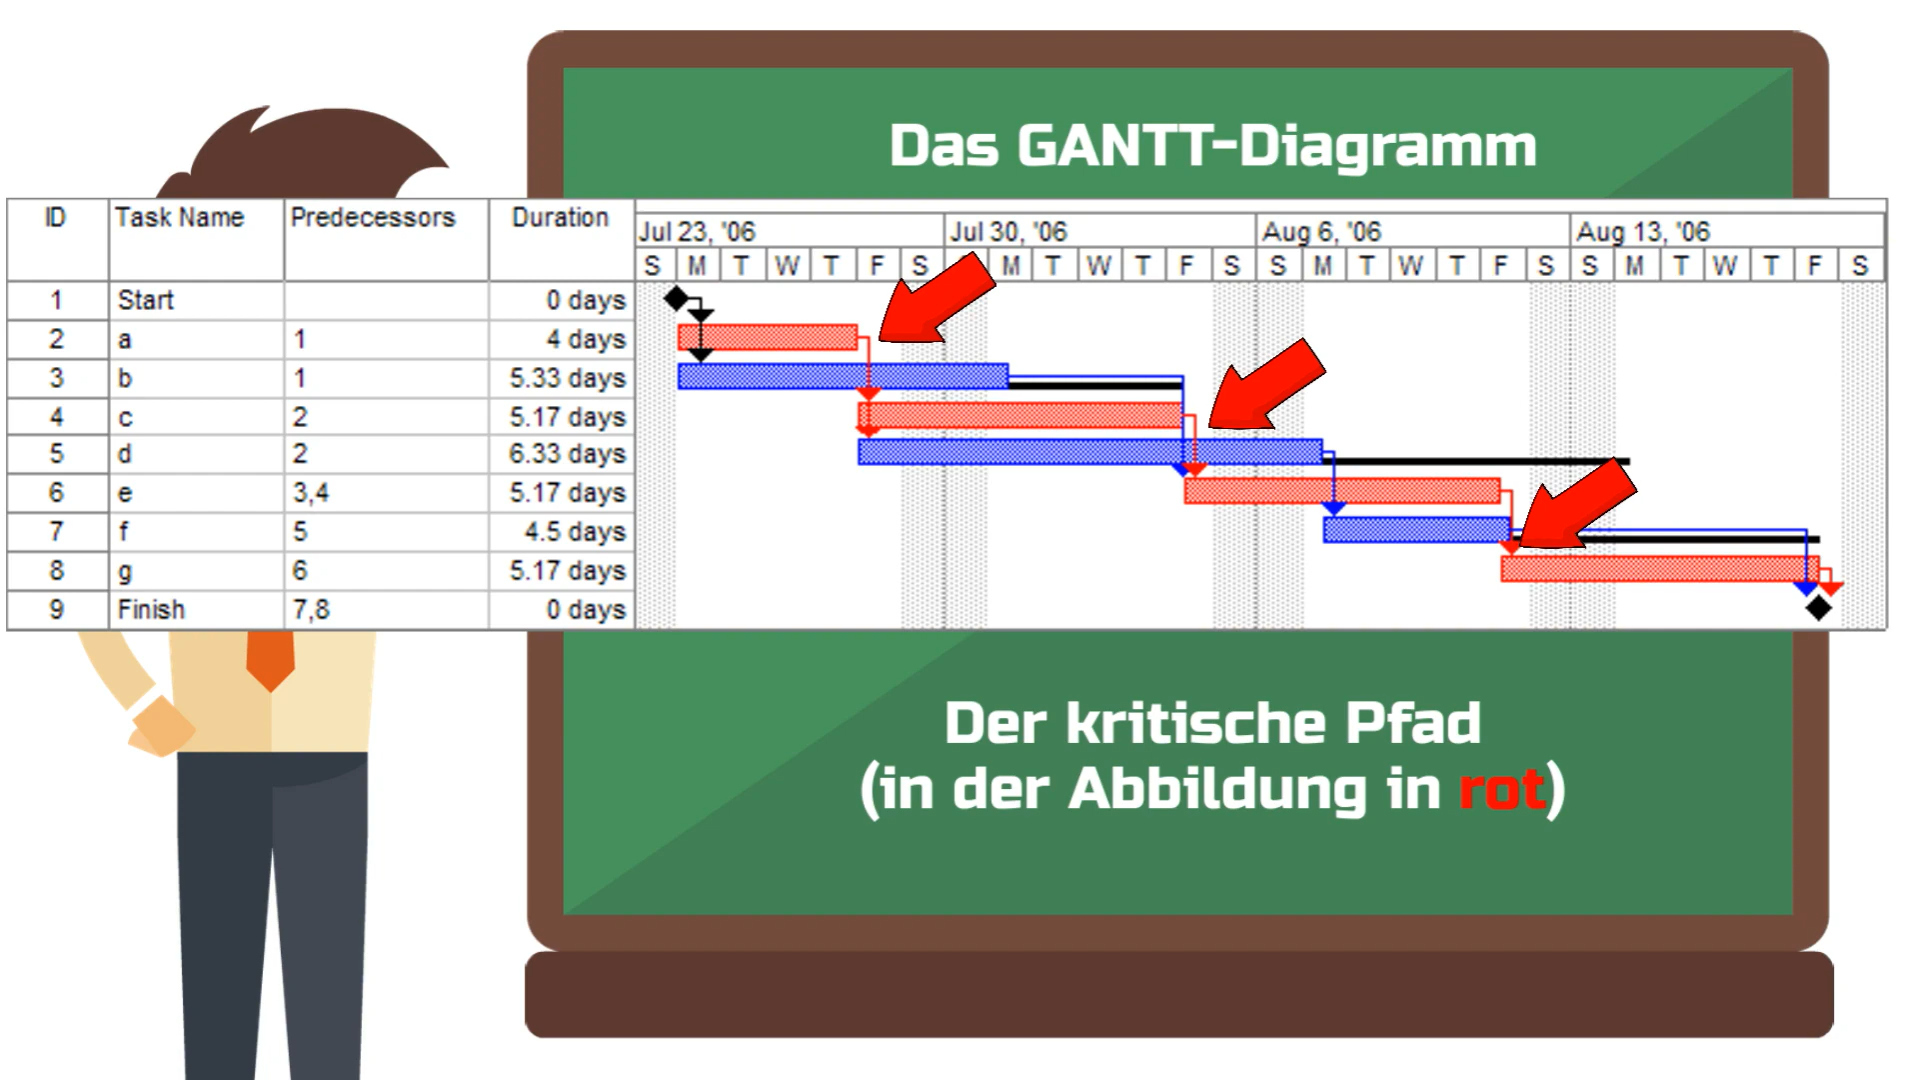 Das GANTT-Diagramm
ID Task Name Predecessors Duration
Jul 23, '06 Jul 30, '06 Aug 6, '06 Aug 13, '06
S M T W T F S M T W T F S S M T W T F S S M T W T F S
1 Start 0 days
2 a 1 4 days
3 b 1 5.33 days
4 c 2 5.17 days
5 d 2 6.33 days
6 e 3,4 5.17 days
7 f 5 4.5 days
8 g 6 5.17 days
9 Finish 7,8 0 days
Der kritische Pfad
(in der Abbildung in rot)